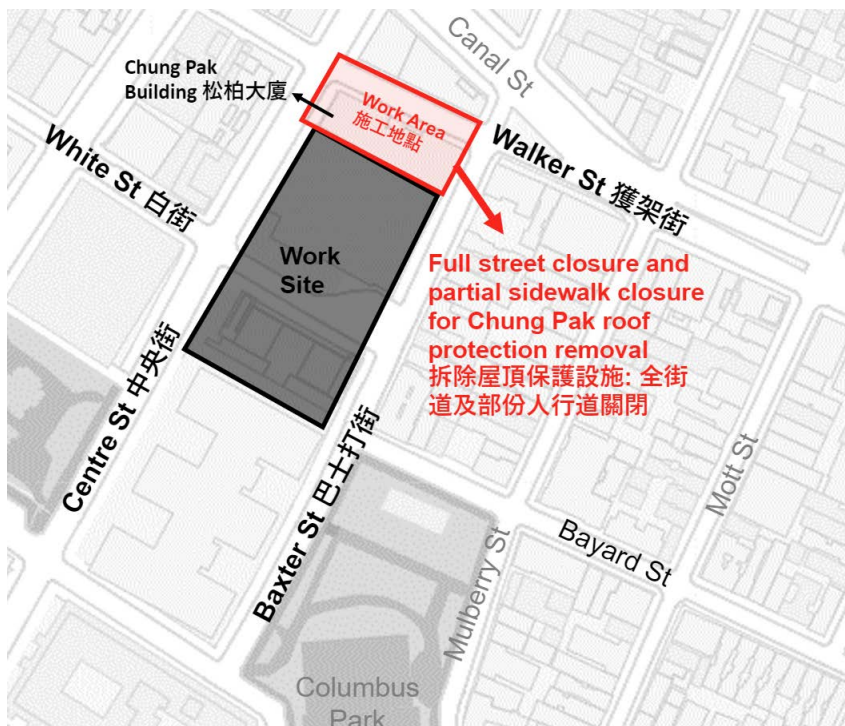 Canal St
Chung Pak
Building 松柏大廈
Work Area
施工地點
White St 白街
Walker St 獲架街
Work
Site
Full street closure and
partial sidewalk closure
for Chung Pak roof
protection removal
拆除屋頂保護設施: 全街
道及部份人行道關閉
Centre St 中央街
Baxter St 巴士打街
Mott St
Bayard St
Mulberry St
Columbus
Park